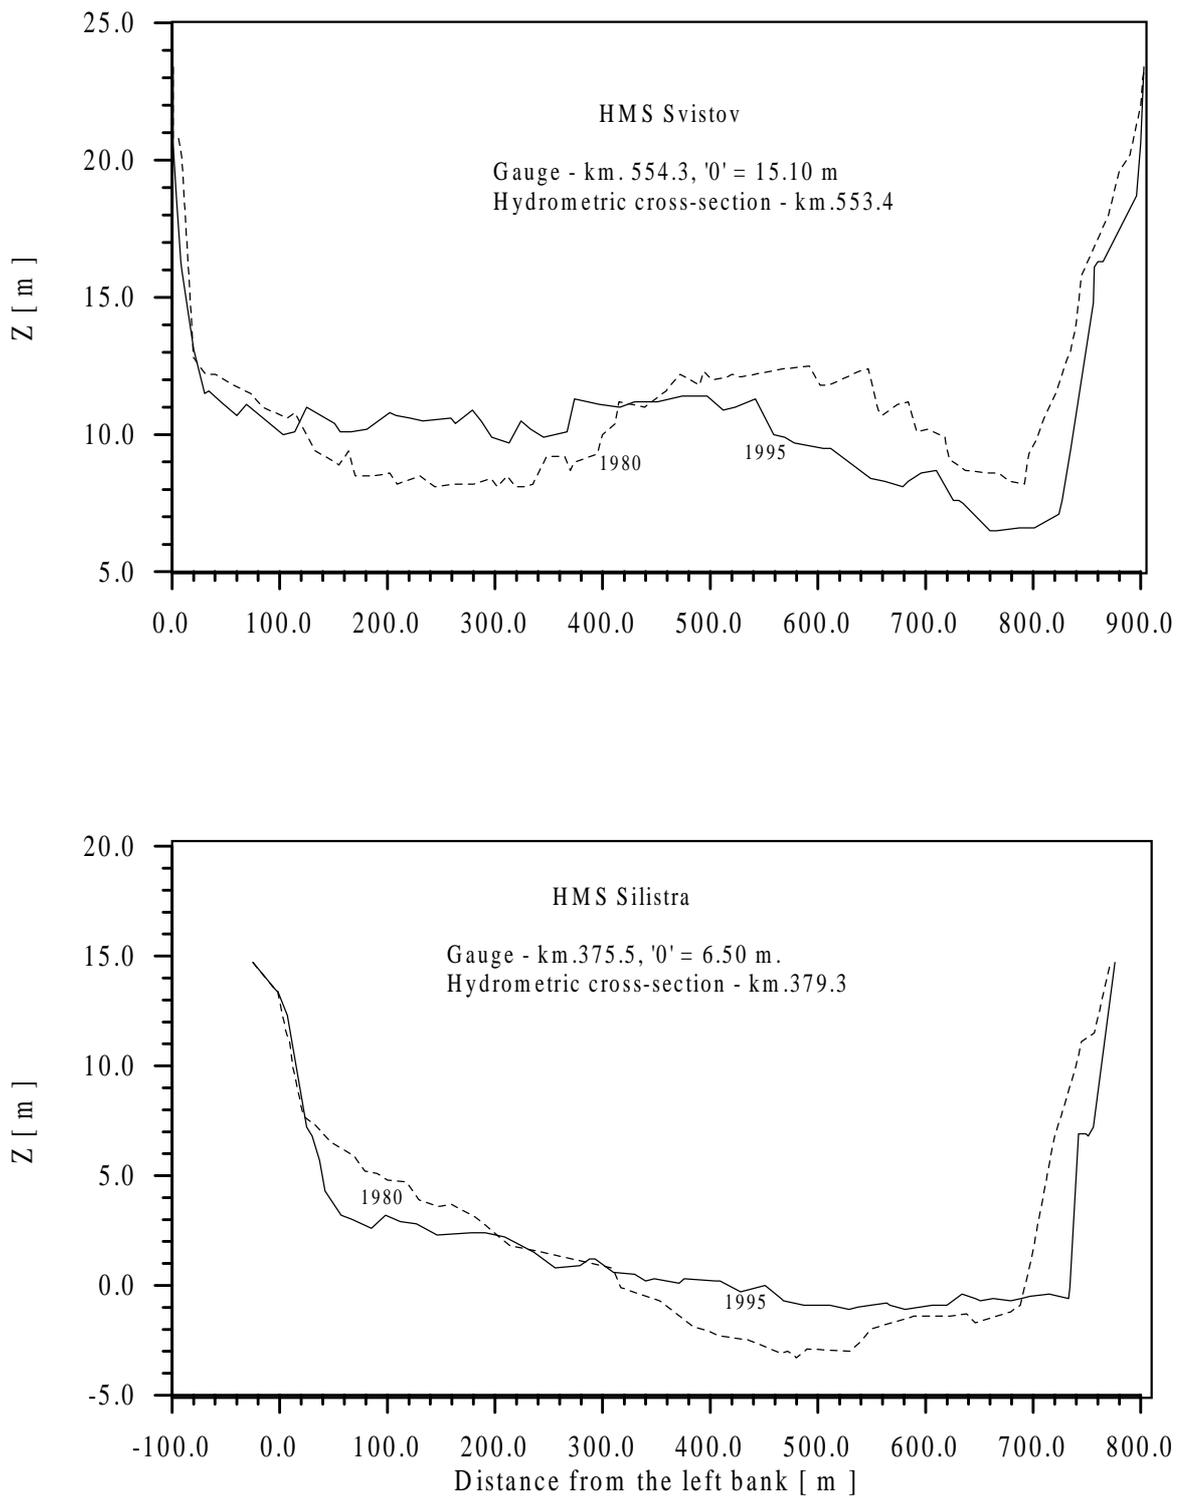 25.0
HMS Svistov
20.0
Gauge - km. 554.3, '0' = 15.10 m
Hydrometric cross-section - km.553.4
Z [ m ]
15.0
10.0
1980
1995
5.0
0.0 100.0 200.0 300.0 400.0 500.0 600.0 700.0 800.0 900.0
20.0
HMS Silistra
15.0
Gauge - km.375.5, '0' = 6.50 m.
Hydrometric cross-section - km.379.3
10.0
Z [ m ]
5.0
1980
0.0
1995
-5.0
-100.0 0.0 100.0 200.0 300.0 400.0 500.0 600.0 700.0 800.0
Distance from the left bank [ m ]